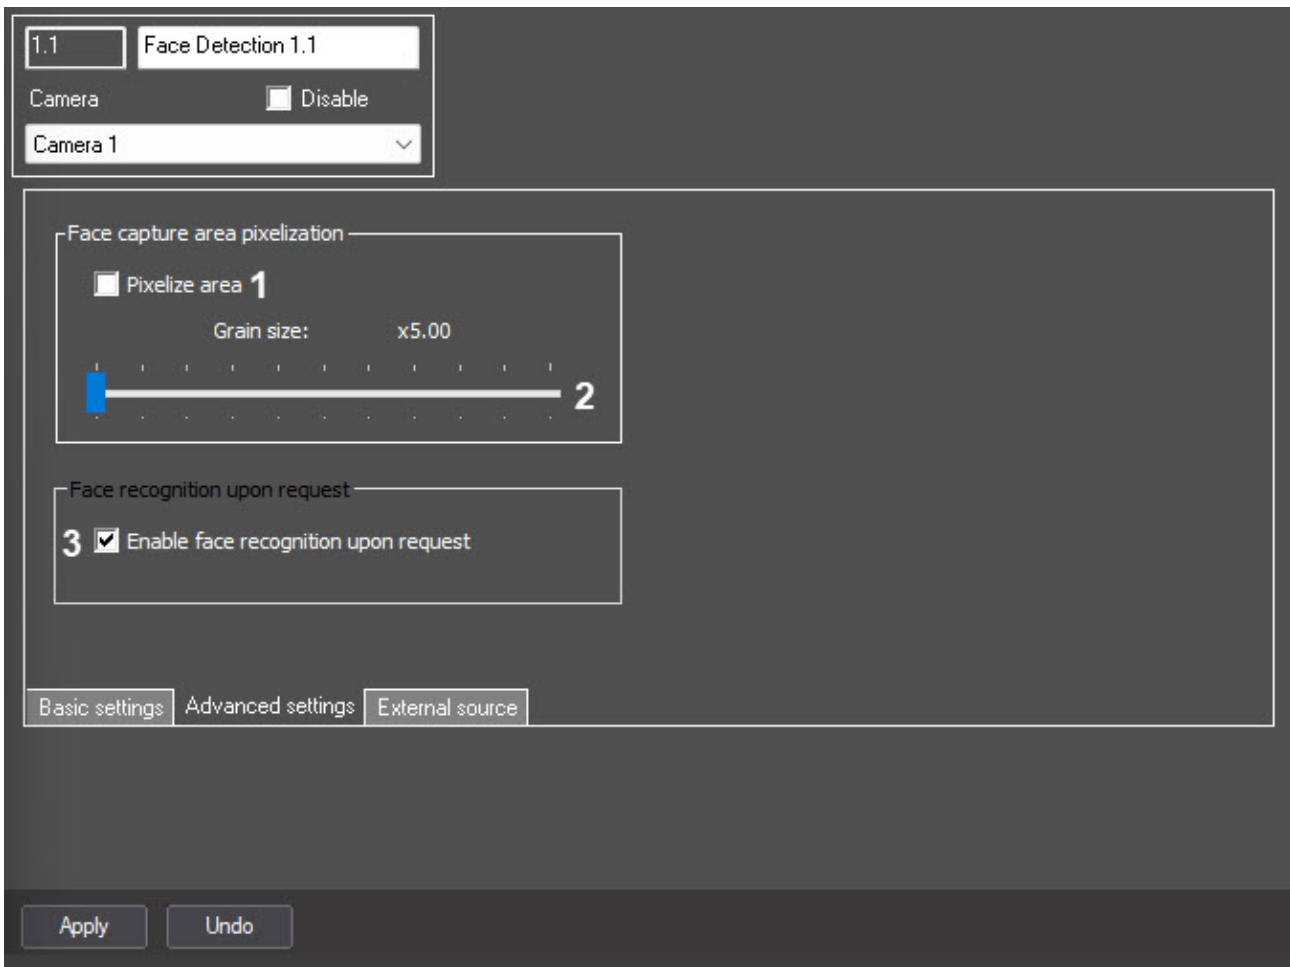 1.1 Face Detection 1.1
Camera Disable
Camera 1
Face capture area pixelization
Pixelize area 1
Grain size: x5.00
2
Face recognition upon request
3 Enable face recognition upon request
Basic settings Advanced settings External source
Apply Undo